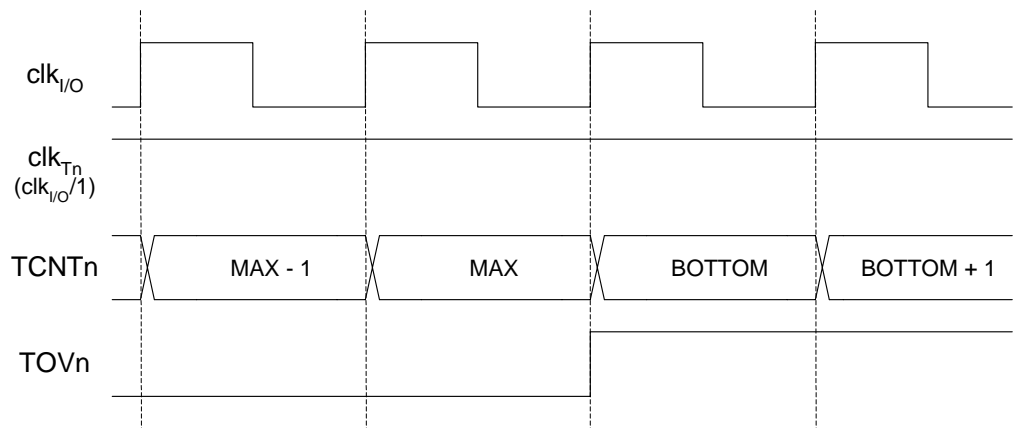 clkI/O
clkTn
(clkI/O/1)
TCNTn MAX - 1 MAX BOTTOM BOTTOM + 1
TOVn